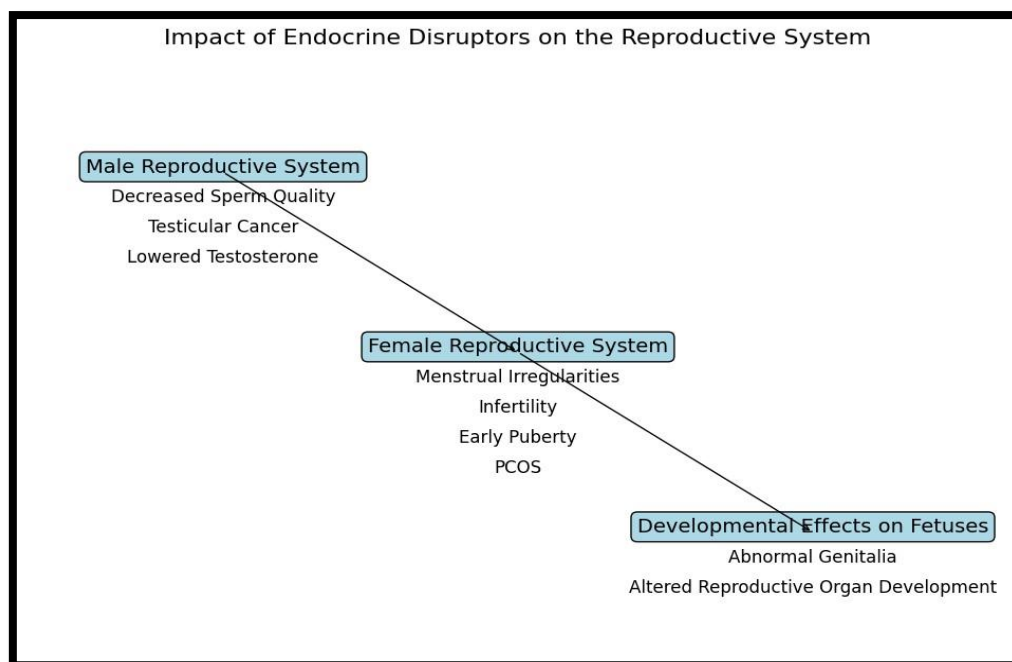 Impact of Endocrine Disruptors on the Reproductive System
Male Reproductive System
Decreased Sperm Quality
Testicular Cancer
Lowered Testosterone
Female Reproductive System
Menstrual Irregularities
Infertility
Early Puberty
PCOS
Developmental Effects on Fetuses
Abnormal Genitalia
Altered Reproductive Organ Development